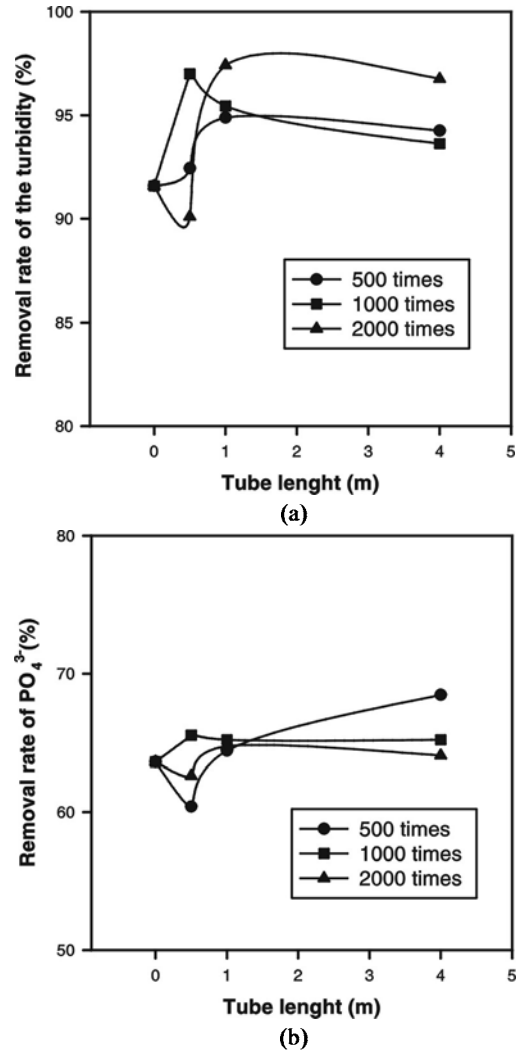 100
95
90
85
80
Removal rate of the turbidity (%)
500 times
1000 times
2000 times
0 1 2 3 4 5
Tube lenght (m)
(a)
80
70
60
50
Removal rate of PO₄³⁻(%)
500 times
1000 times
2000 times
0 1 2 3 4 5
Tube lenght (m)
(b)